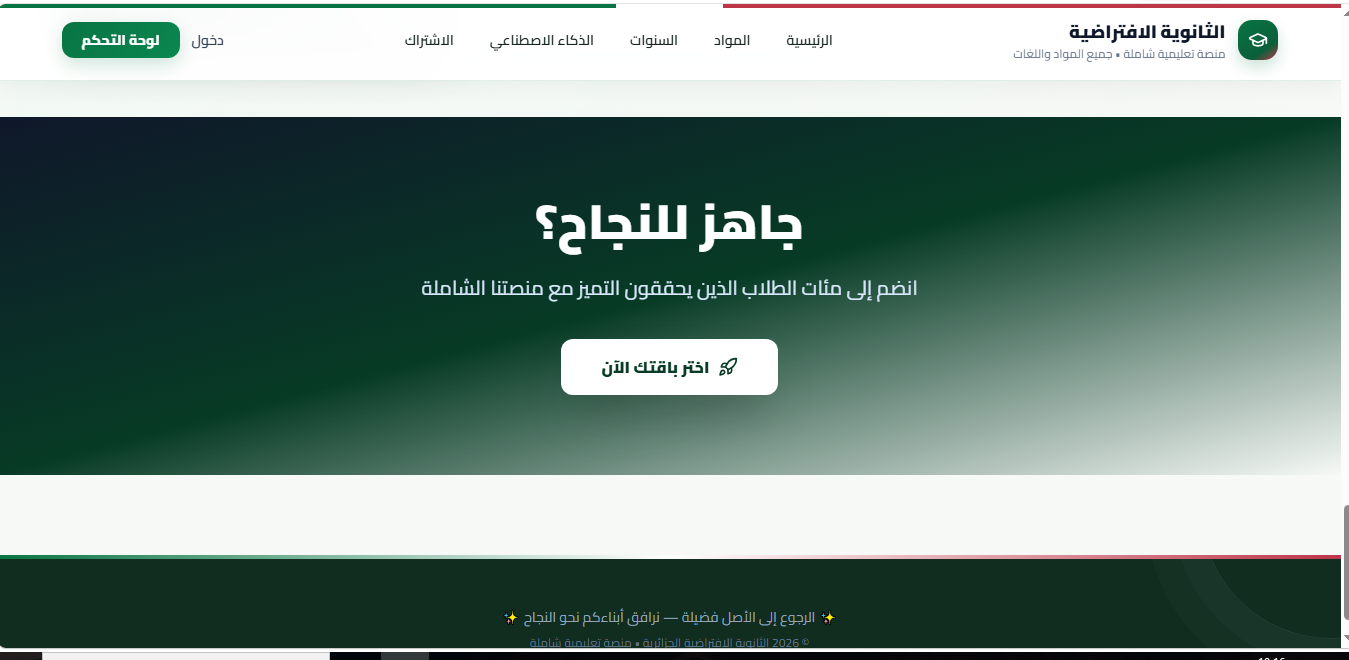 الثانوية الافتراضية
منصة تعليمية شاملة • جميع المواد واللغات
الرئيسية
المواد
السنوات
الذكاء الاصطناعي
الاشتراك
دخول
لوحة التحكم
جاهز للنجاح؟
انضم إلى مئات الطلاب الذين يحققون التميز مع منصتنا الشاملة
اختر باقتك الآن
✨ الرجوع إلى الأصل فضيلة — نرافق أبناءكم نحو النجاح ✨
© 2026 الثانوية الافتراضية الجزائرية • منصة تعليمية شاملة